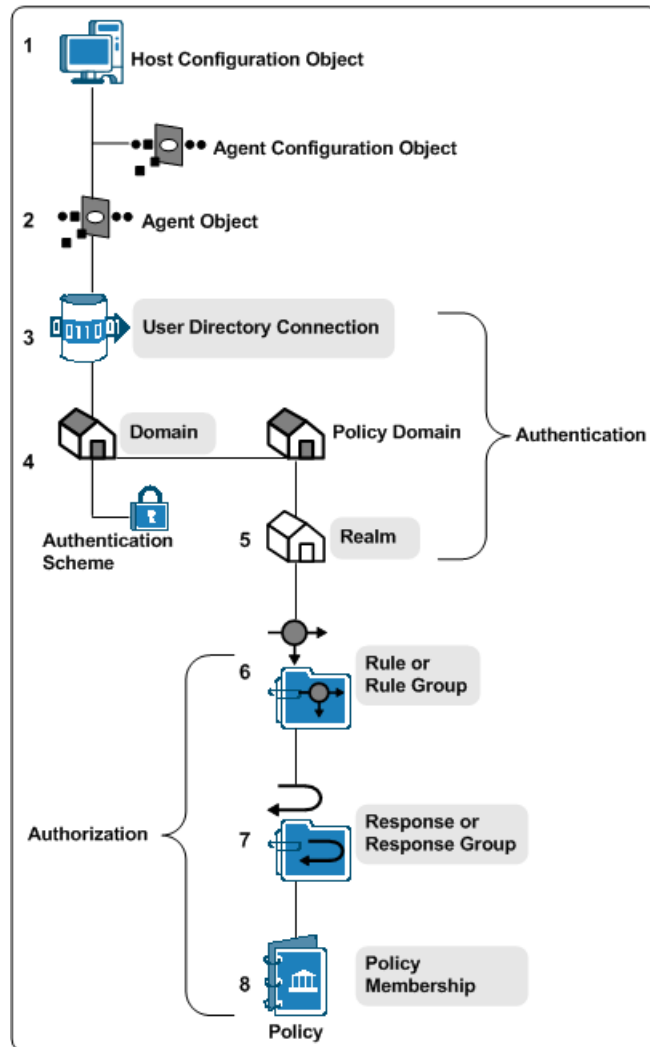 1
Host Configuration Object
Agent Configuration Object
2
Agent Object
3
User Directory Connection
Domain
Policy Domain
Authentication
4
Authentication
Scheme
5
Realm
6
Rule or
Rule Group
Authorization
7
Response or
Response Group
8
Policy
Membership
Policy